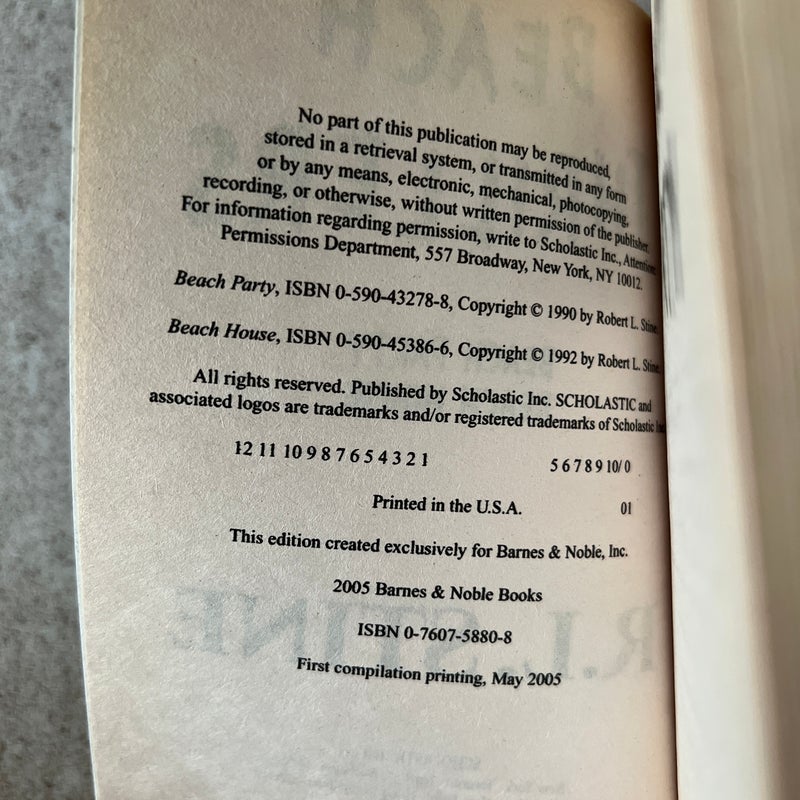 No part of this publication may be reproduced,
stored in a retrieval system, or transmitted in any form
or by any means, electronic, mechanical, photocopying,
recording, or otherwise, without written permission of the publisher.
For information regarding permission, write to Scholastic Inc., Attention:
Permissions Department, 557 Broadway, New York, NY 10012.
Beach Party, ISBN 0-590-43278-8, Copyright © 1990 by Robert L. Stine.
Beach House, ISBN 0-590-45386-6, Copyright © 1992 by Robert L. Stine.
All rights reserved. Published by Scholastic Inc. SCHOLASTIC and
associated logos are trademarks and/or registered trademarks of Scholastic
12 11 10 9 8 7 6 5 4 3 2 1 5 6 7 8 9 10/ 0
Printed in the U.S.A. 01
This edition created exclusively for Barnes & Noble, Inc.
2005 Barnes & Noble Books
ISBN 0-7607-5880-8
First compilation printing, May 2005
BEACH
R.L. STINE